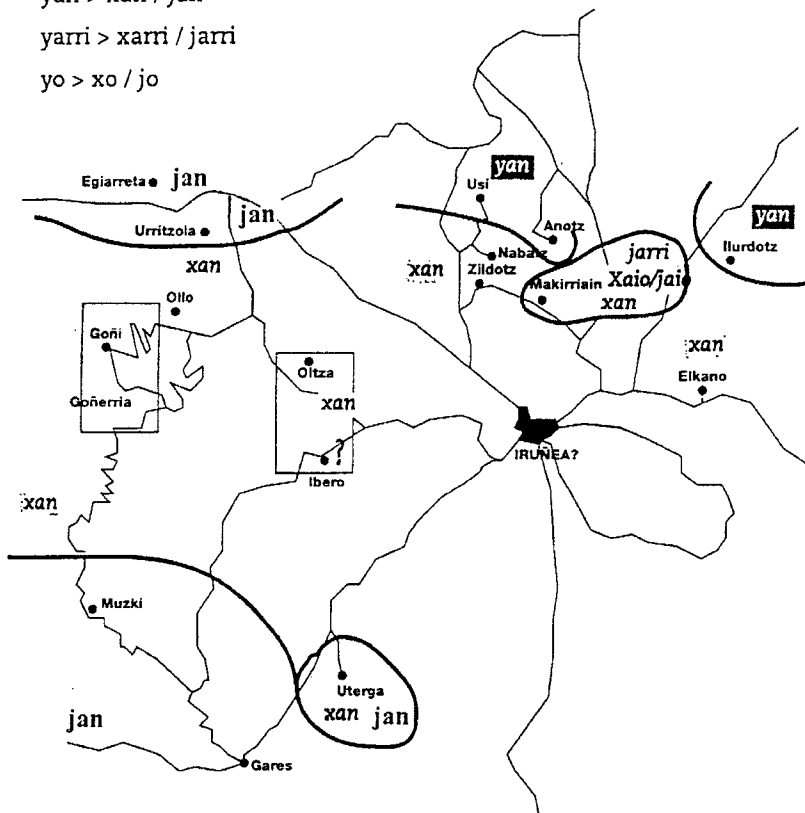 yan > xan / jan
yarri > xarri / jarri
yo > xo / jo
Egiarreta jan
jan
Urritzola
xan
Ollo
Goñi
Goñerria
Oltza
xan
?
Ibero
xan
Muzki
jan
Gares
Uterga
xan jan
Usi
yan
Anotz
Nabatz
xan
Zildotz
jarri
Makirriain Xaio/jai
xan
yan
Ilurdotz
xan
Elkano
IRUÑEA?